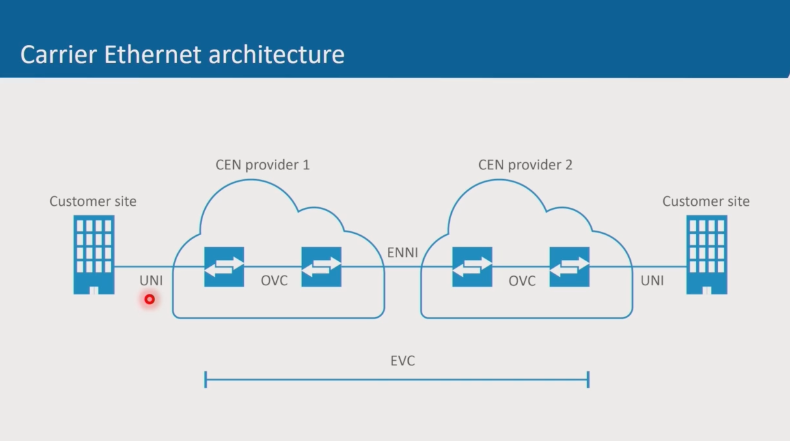 Carrier Ethernet architecture
CEN provider 1
CEN provider 2
Customer site
Customer site
ENNI
UNI
OVC
OVC
UNI
EVC